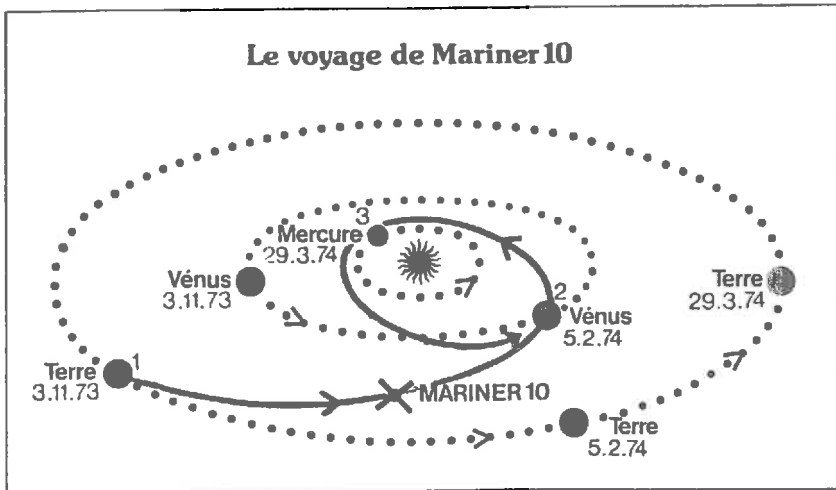 Le voyage de Mariner 10
3
Mercure
29.3.74
Vénus
3.11.73
2
Vénus
5.2.74
Terre
29.3.74
1
Terre
3.11.73
MARINER 10
Terre
5.2.74